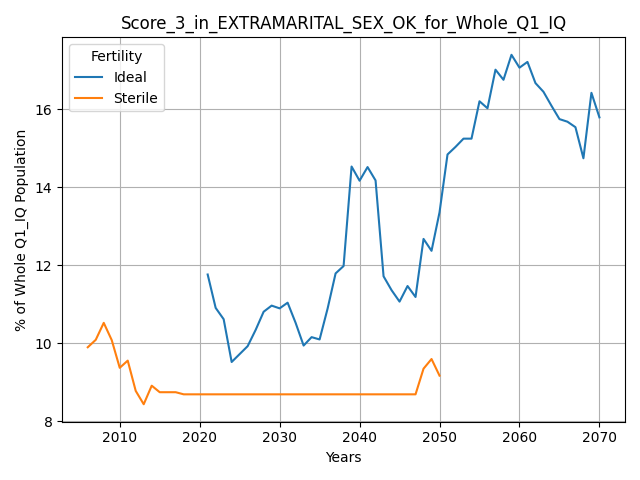 Score_3_in_EXTRAMARITAL_SEX_OK_for_Whole_Q1_IQ
Fertility
Ideal
Sterile
% of Whole Q1_IQ Population
16
14
12
10
8
2010 2020 2030 2040 2050 2060 2070
Years